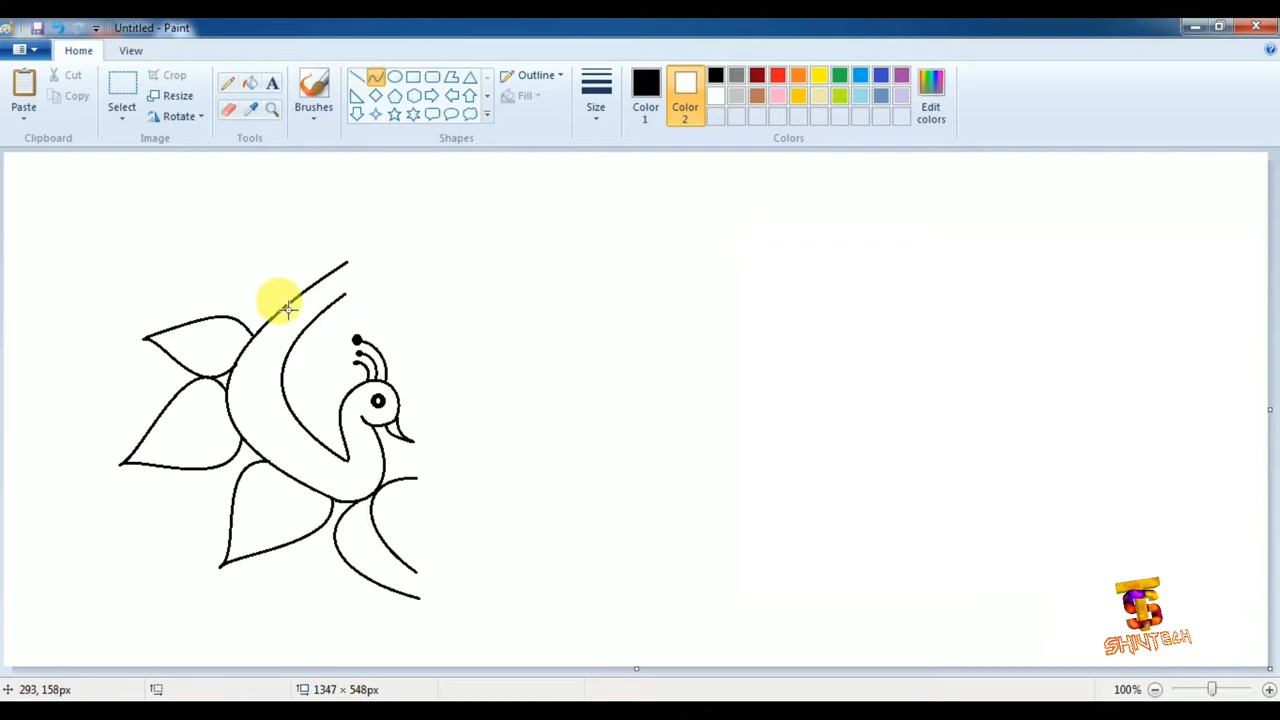 Untitled - Paint
Home View
Paste
Cut
Copy
Clipboard
Select
Crop
Resize
Rotate
Image
Tools
Brushes
Outline
Fill
Shapes
Size
Color 1
Color 2
Edit colors
Colors
293, 158px
1347 × 548px
100%
SHIVTECH